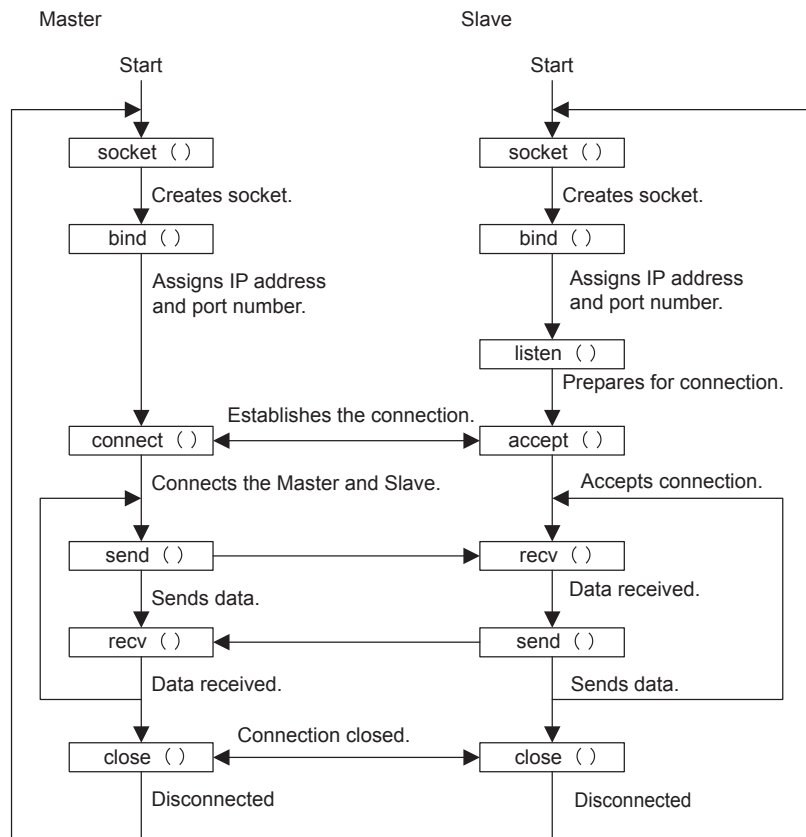 Master
Slave
Start
Start
socket ( )
socket ( )
Creates socket.
Creates socket.
bind ( )
bind ( )
Assigns IP address
and port number.
Assigns IP address
and port number.
listen ( )
Prepares for connection.
Establishes the connection.
connect ( )
accept ( )
Connects the Master and Slave.
Accepts connection.
send ( )
recv ( )
Sends data.
Data received.
recv ( )
send ( )
Data received.
Sends data.
Connection closed.
close ( )
close ( )
Disconnected
Disconnected